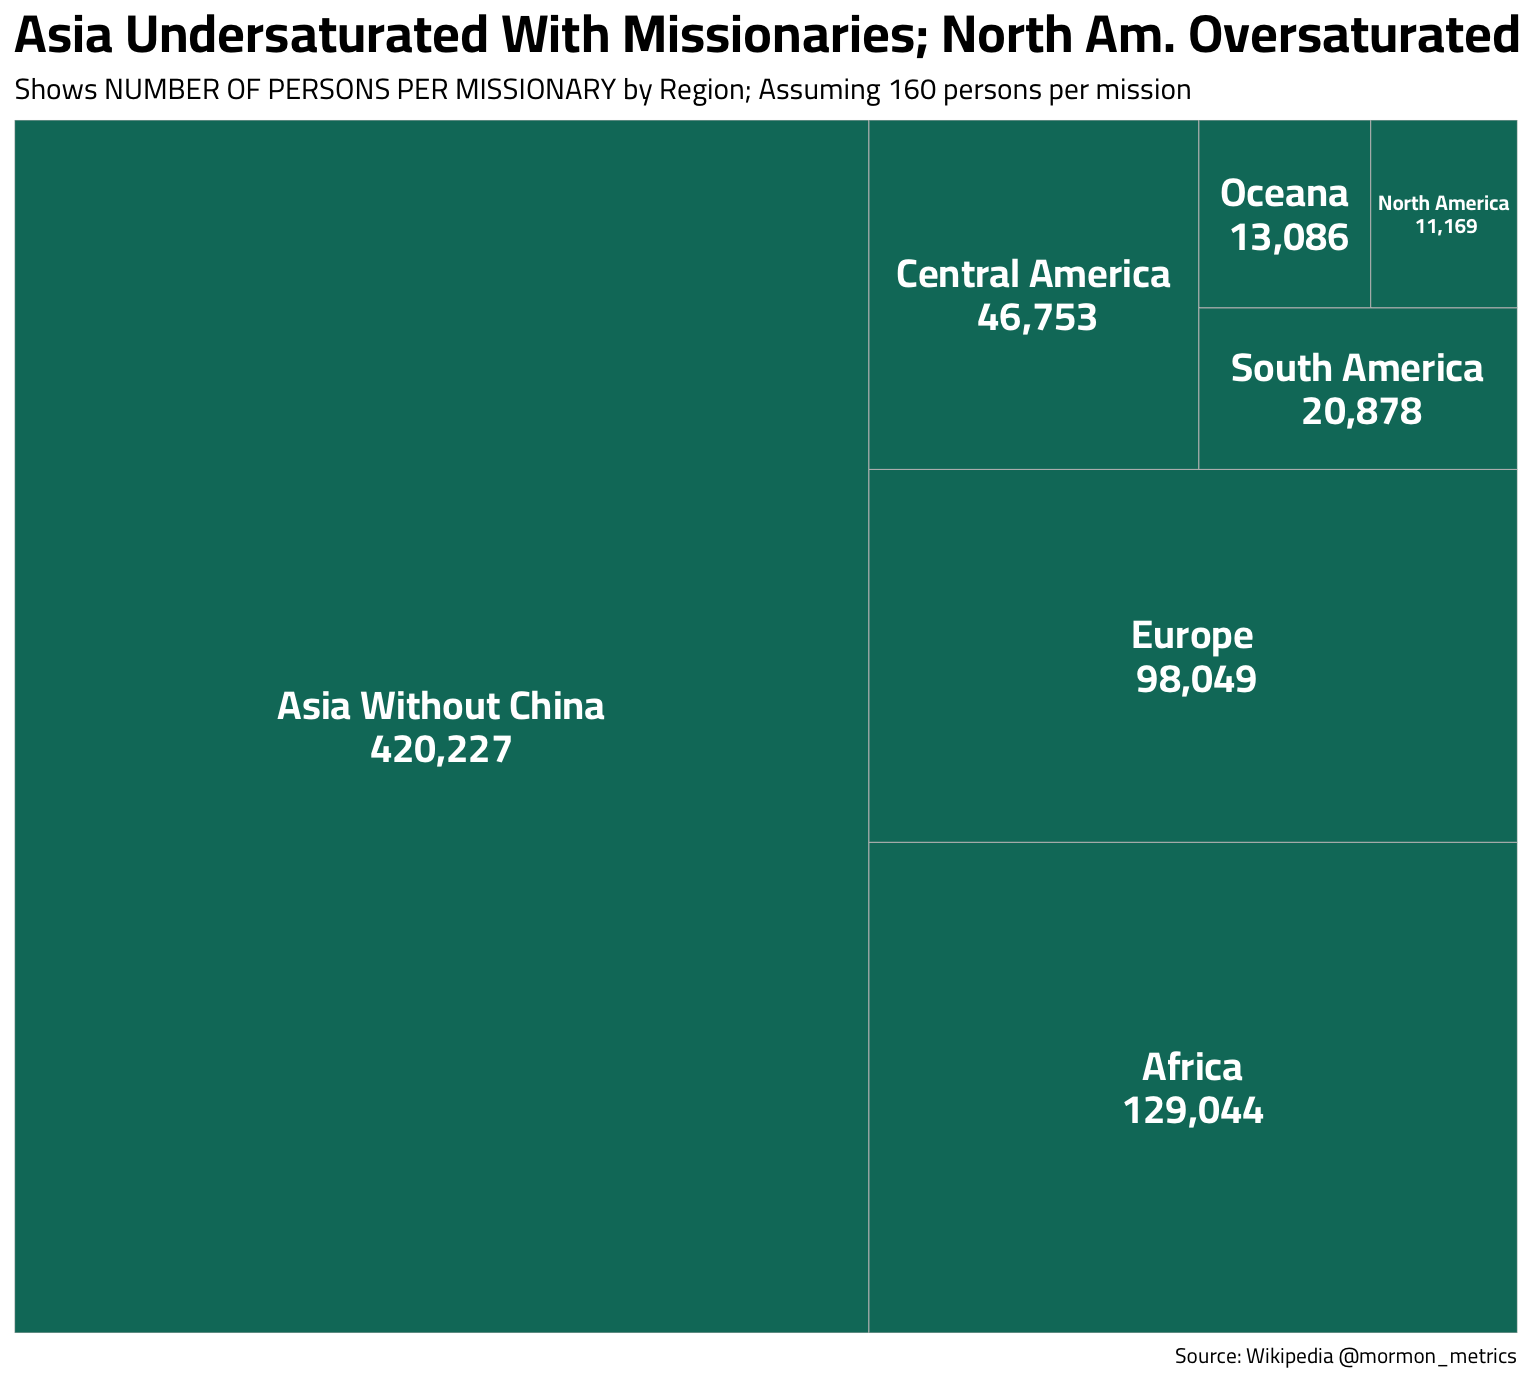 Asia Undersaturated With Missionaries; North Am. Oversaturated
Shows NUMBER OF PERSONS PER MISSIONARY by Region; Assuming 160 persons per mission
Asia Without China
420,227
Central America
46,753
Oceana
13,086
North America
11,169
South America
20,878
Europe
98,049
Africa
129,044
Source: Wikipedia @mormon_metrics